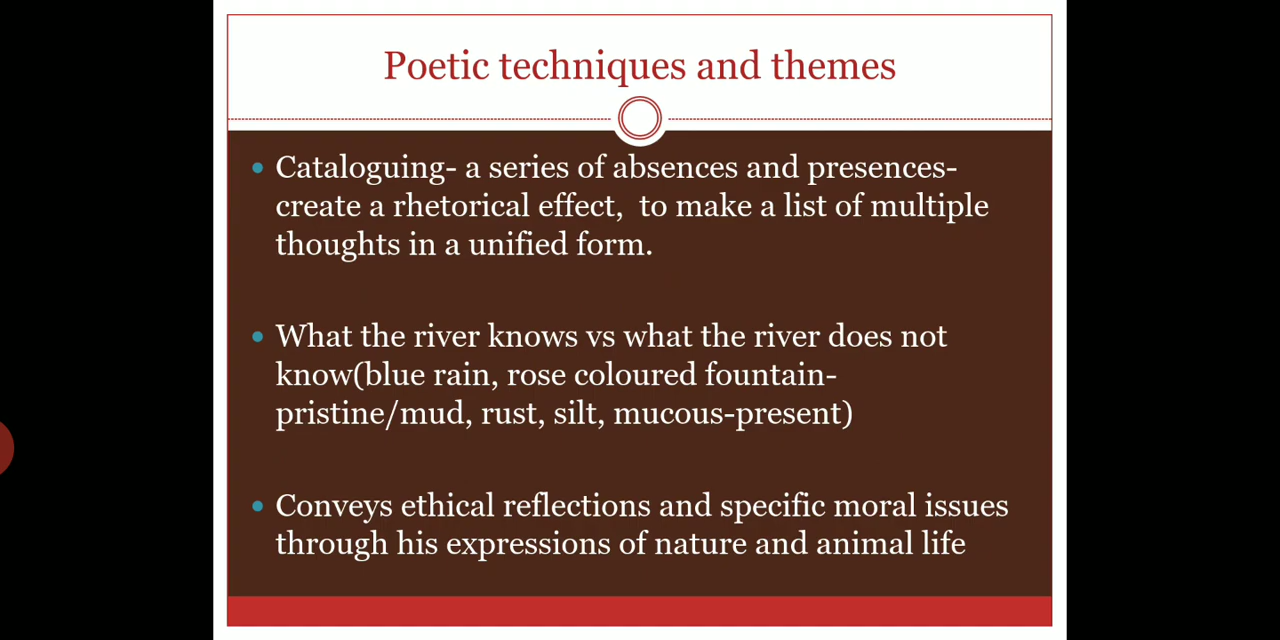 Poetic techniques and themes
Cataloguing- a series of absences and presences-
create a rhetorical effect,  to make a list of multiple
thoughts in a unified form.
What the river knows vs what the river does not
know(blue rain, rose coloured fountain-
pristine/mud, rust, silt, mucous-present)
Conveys ethical reflections and specific moral issues
through his expressions of nature and animal life